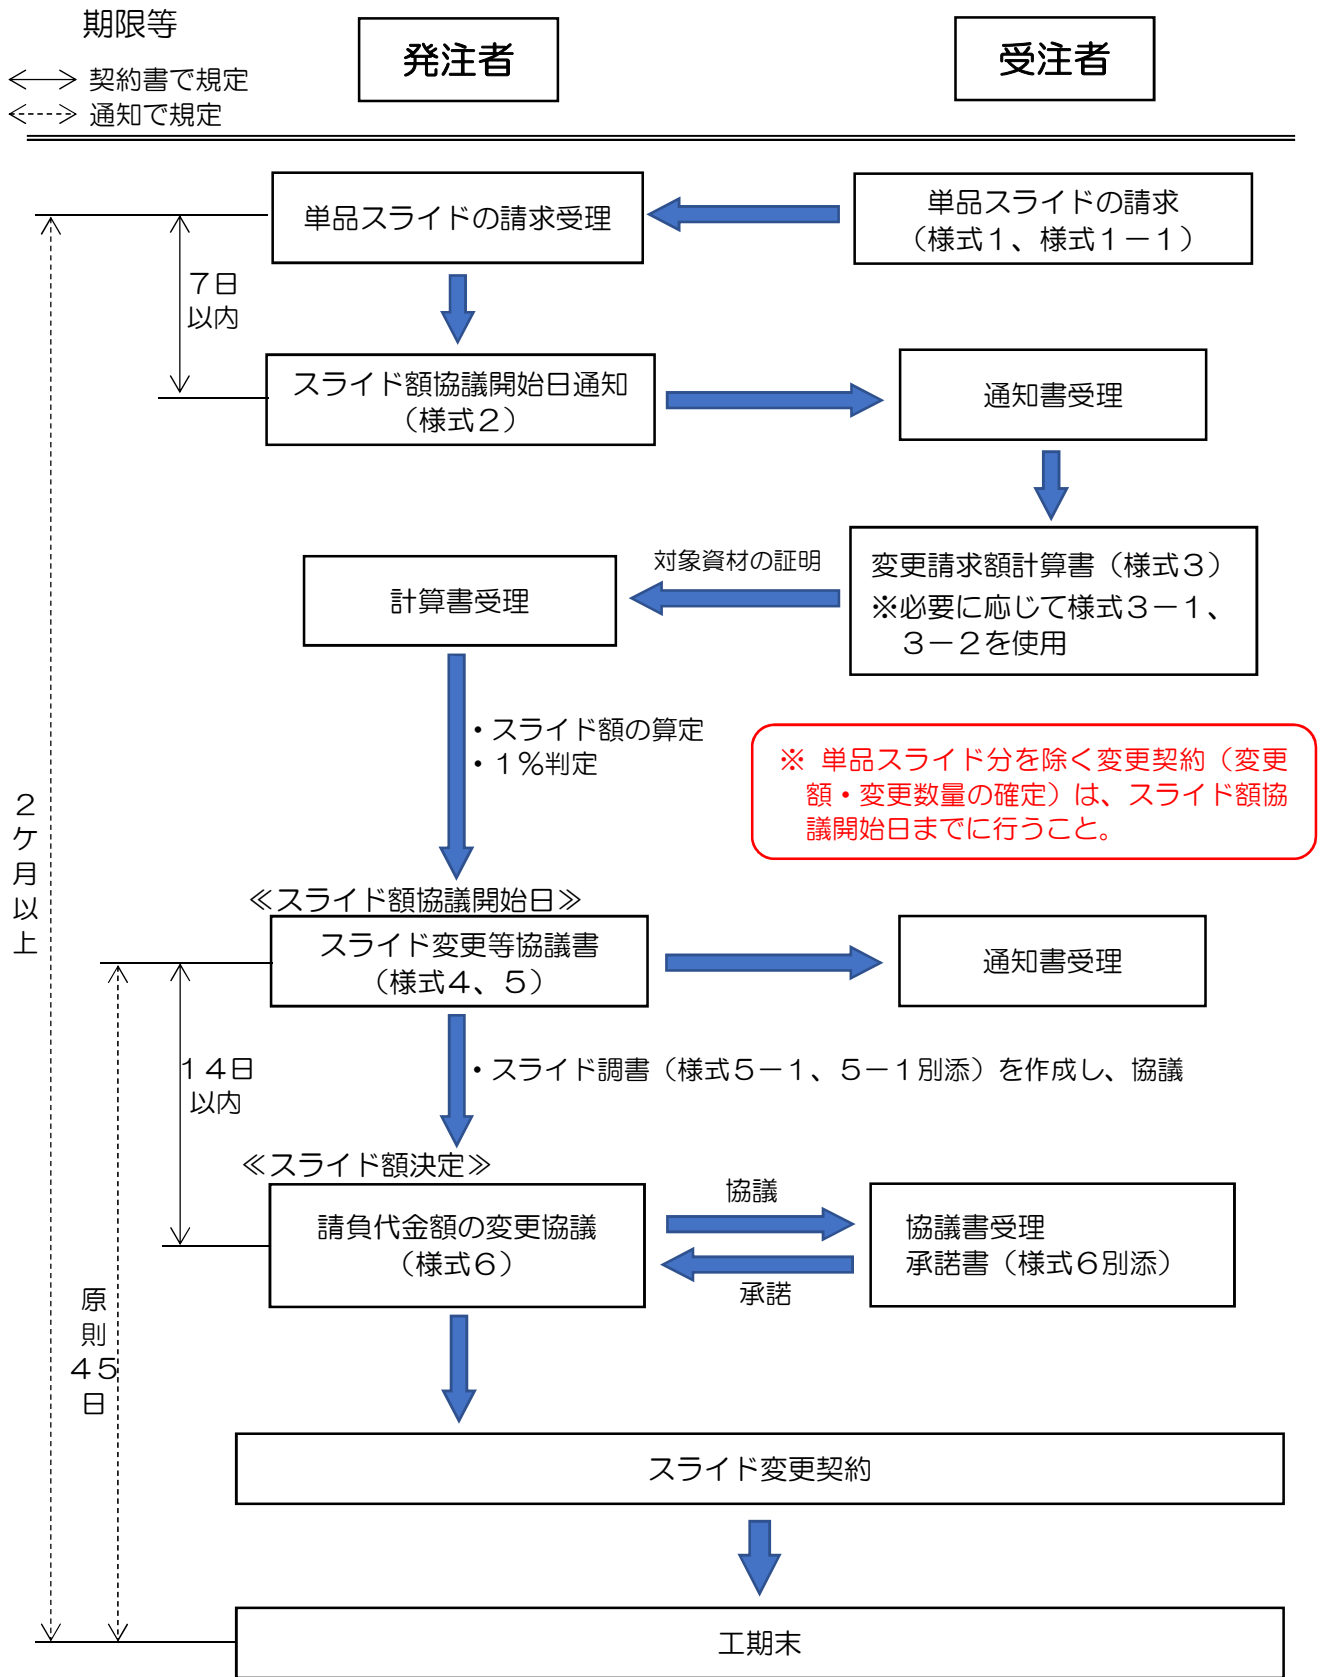 期限等
発注者
受注者
契約書で規定
通知で規定
単品スライドの請求受理
単品スライドの請求
（様式１、様式１－１）
７日
以内
スライド額協議開始日通知
（様式２）
通知書受理
対象資材の証明
計算書受理
変更請求額計算書（様式３）
※必要に応じて様式３－１、
３－２を使用
・スライド額の算定
・１％判定
※ 単品スライド分を除く変更契約（変更
額・変更数量の確定）は、スライド額協
議開始日までに行うこと。
２ケ月以上
≪スライド額協議開始日≫
スライド変更等協議書
（様式４、５）
通知書受理
１４日
以内
・スライド調書（様式５－１、５－１別添）を作成し、協議
≪スライド額決定≫
請負代金額の変更協議
（様式６）
協議
承諾
協議書受理
承諾書（様式６別添）
原
則
４５
日
スライド変更契約
工期末